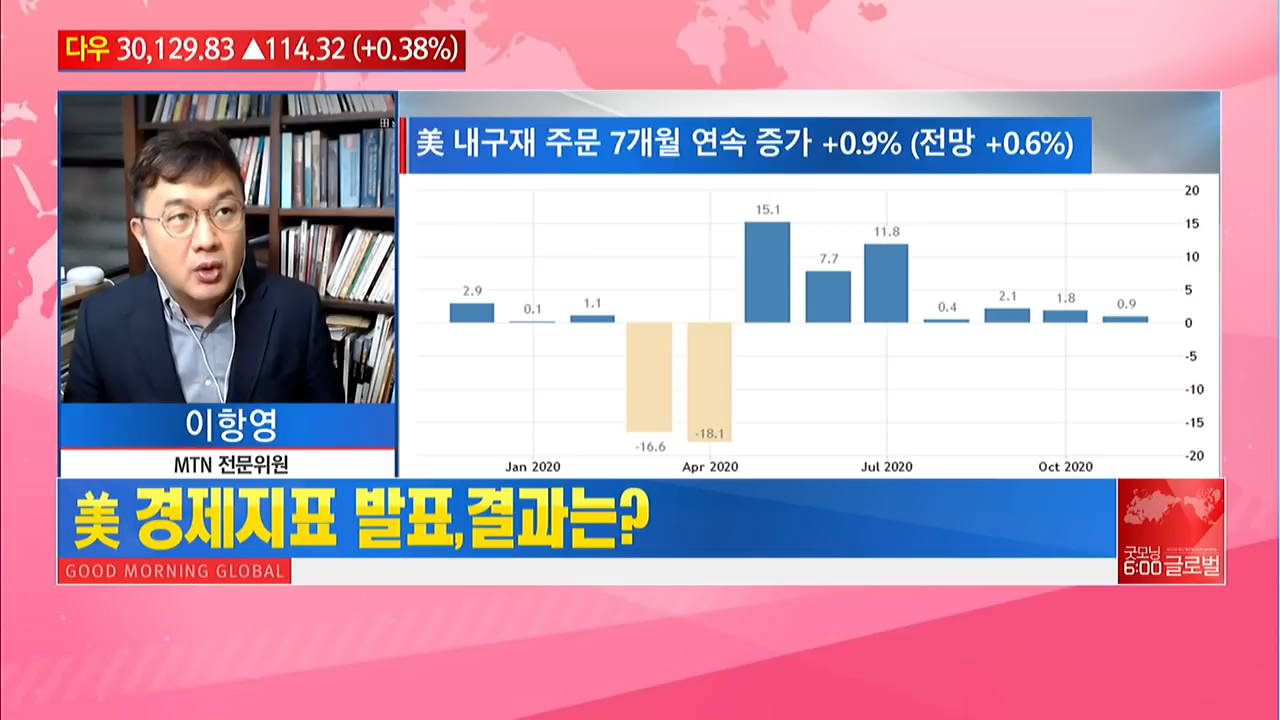 다우 30,129.83 ▲114.32 (+0.38%)
美 내구재 주문 7개월 연속 증가 +0.9% (전망 +0.6%)
20
15
10
5
0
-5
-10
-15
-20
2.9
0.1
1.1
-16.6
-18.1
15.1
7.7
11.8
0.4
2.1
1.8
0.9
Jan 2020
Apr 2020
Jul 2020
Oct 2020
이항영
MTN 전문위원
美 경제지표 발표,결과는?
GOOD MORNING GLOBAL
굿모닝
6:00 글로벌